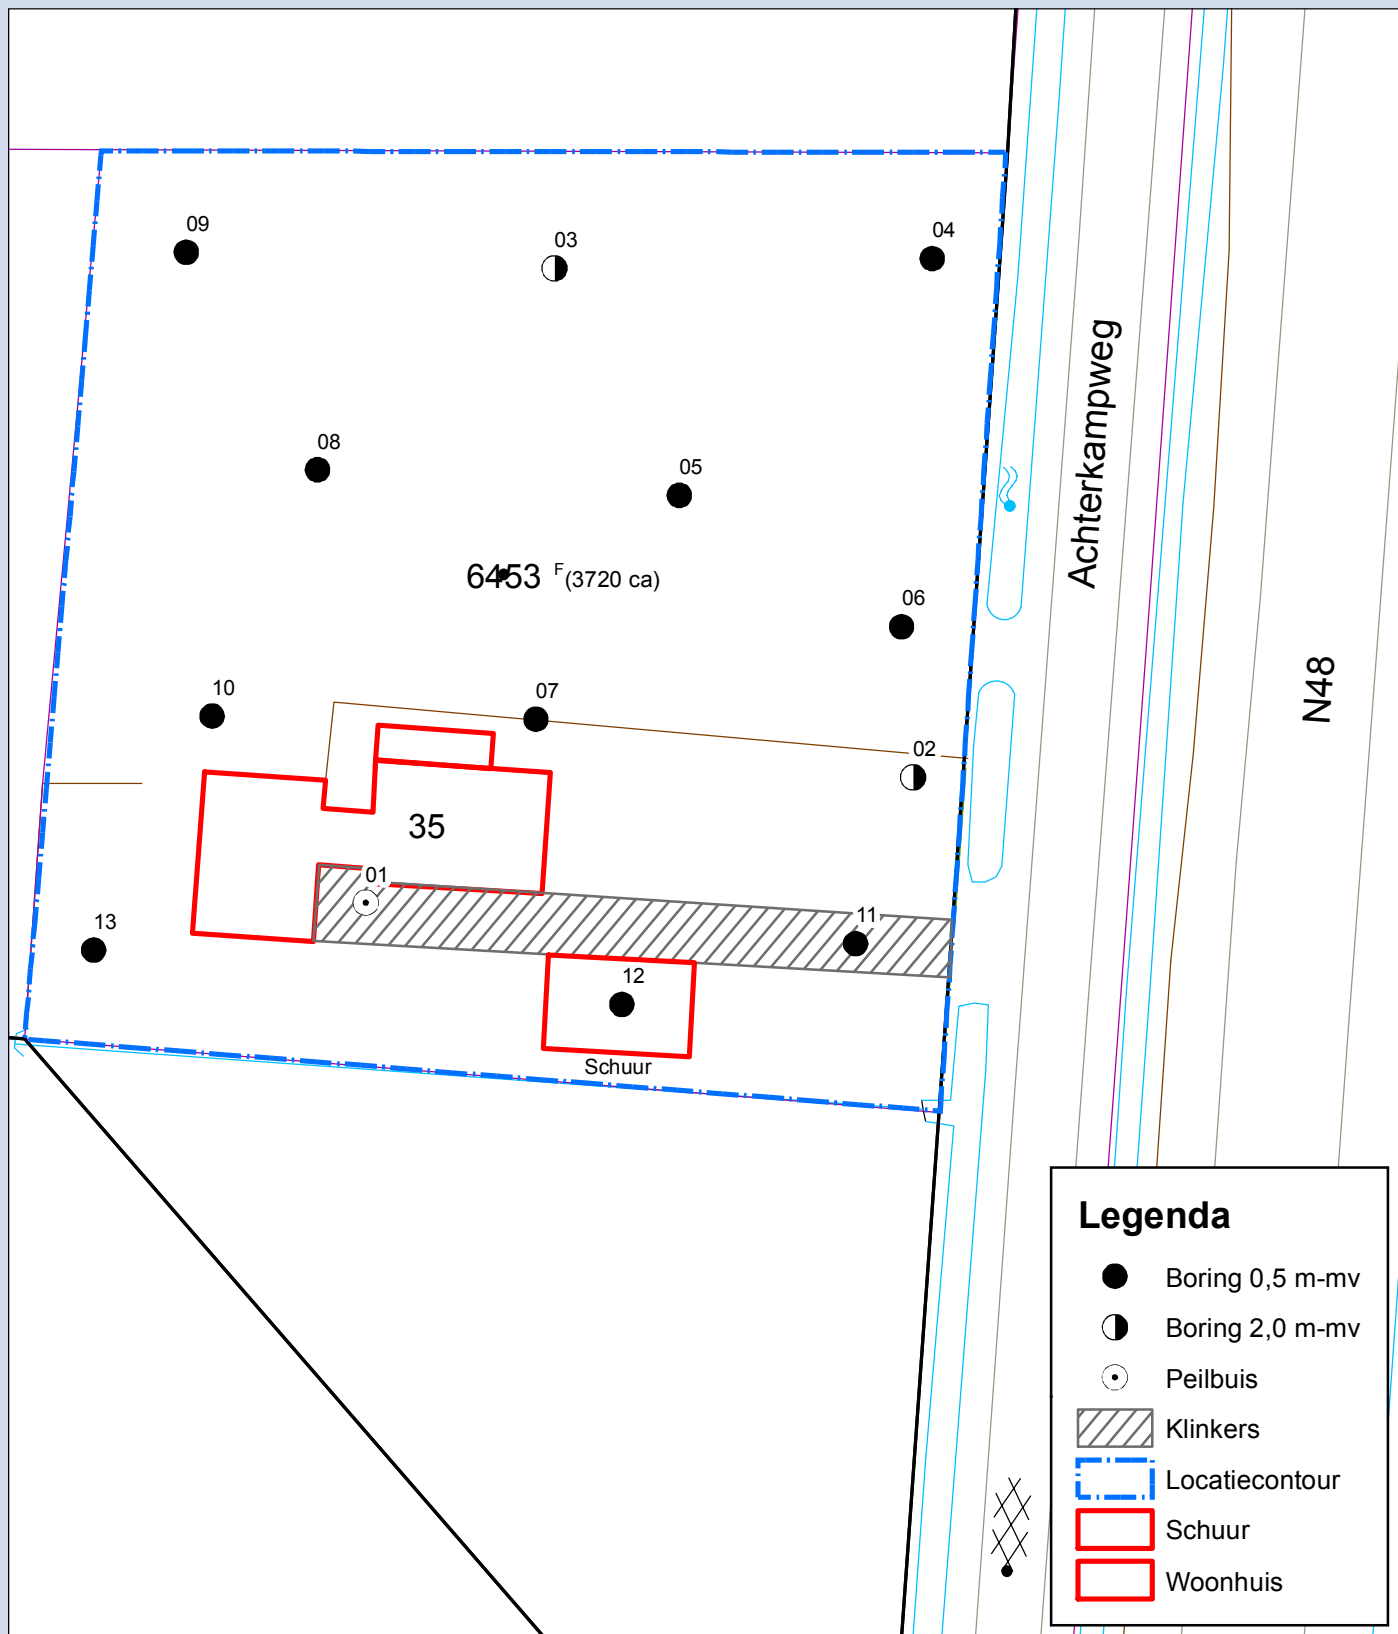 09
03
04
08
05
Achterkampweg
6453 F (3720 ca)
06
N48
10
07
02
35
01
11
13
12
Schuur
Legenda
Boring 0,5 m-mv
Boring 2,0 m-mv
Peilbuis
Klinkers
Locatiecontour
Schuur
Woonhuis